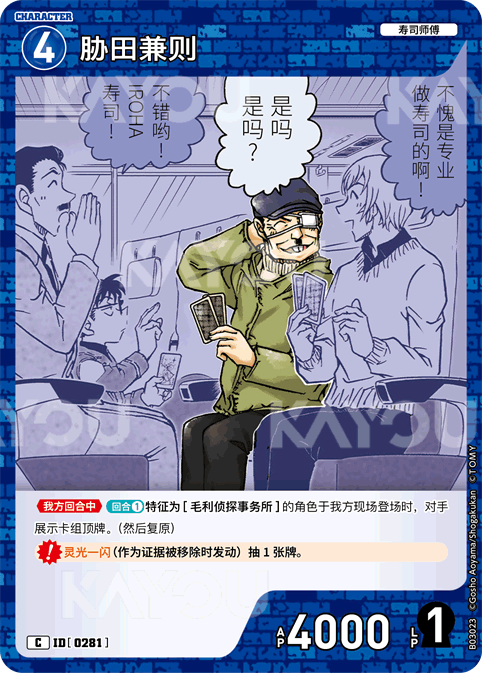 CHARACTER
4
胁田兼则
寿司师傅
不愧是专业
做寿司的啊！
是吗
是吗？
不错哟！
IROHA
寿司！
KAYOU
我方回合中 回合1 特征为[毛利侦探事务所]的角色于我方现场登场时，对手
展示卡组顶牌。（然后复原）
灵光一闪(作为证据被移除时发动）抽1张牌。
C ID[0281]
AP 4000 LP 1
B03023 ©Gosho Aoyama/Shogakukan ©TOMY